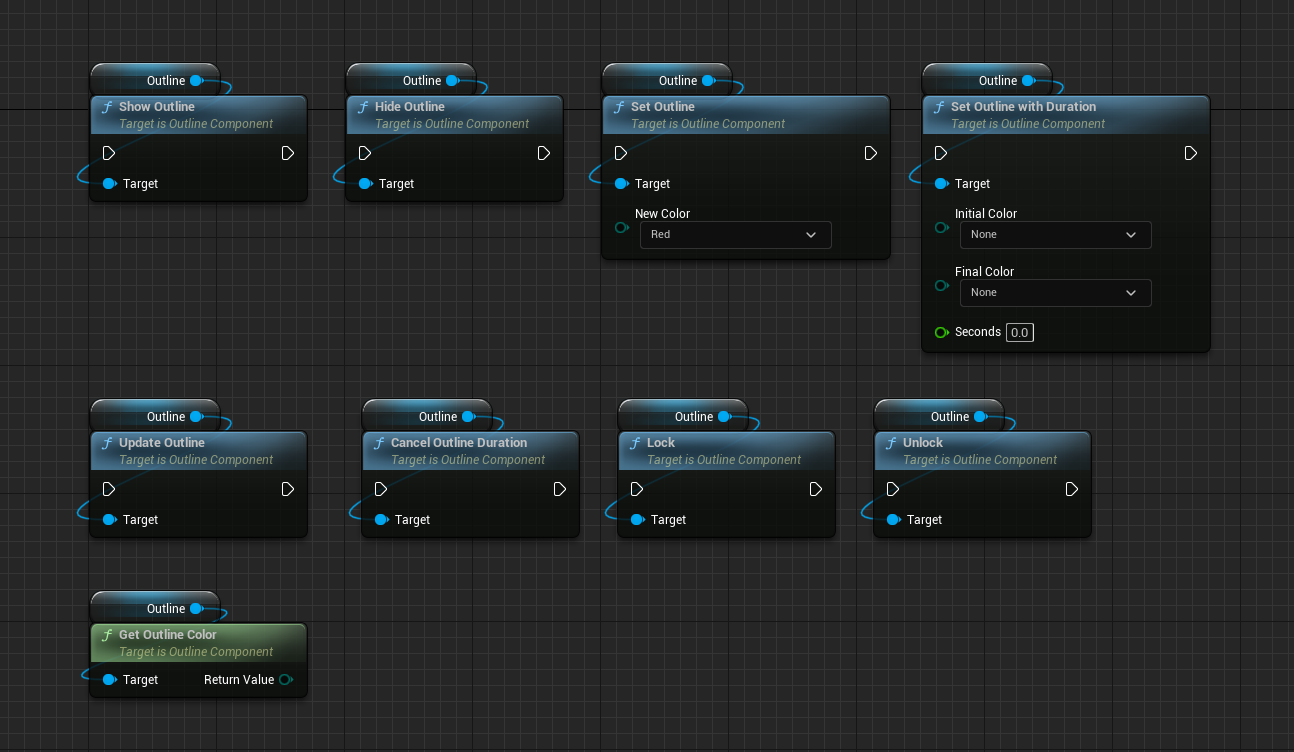 Outline
Show Outline
Target is Outline Component
Target
Outline
Hide Outline
Target is Outline Component
Target
Outline
Set Outline
Target is Outline Component
Target
New Color
Red
Outline
Set Outline with Duration
Target is Outline Component
Target
Initial Color
None
Final Color
None
Seconds 0.0
Outline
Update Outline
Target is Outline Component
Target
Outline
Cancel Outline Duration
Target is Outline Component
Target
Outline
Lock
Target is Outline Component
Target
Outline
Unlock
Target is Outline Component
Target
Outline
Get Outline Color
Target is Outline Component
Target Return Value